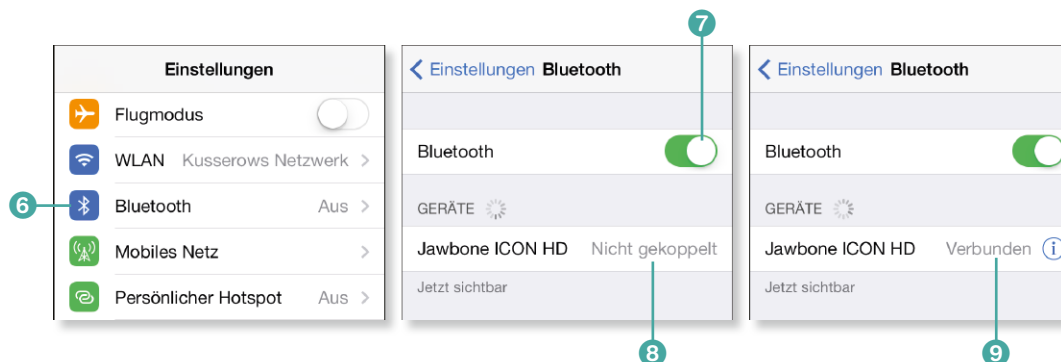 7
Einstellungen
Flugmodus
WLAN Kusserows Netzwerk
6
Bluetooth Aus
Mobiles Netz
Persönlicher Hotspot Aus
Einstellungen Bluetooth
Bluetooth
GERÄTE
Jawbone ICON HD Nicht gekoppelt
Jetzt sichtbar
8
Einstellungen Bluetooth
Bluetooth
GERÄTE
Jawbone ICON HD Verbunden i
Jetzt sichtbar
9